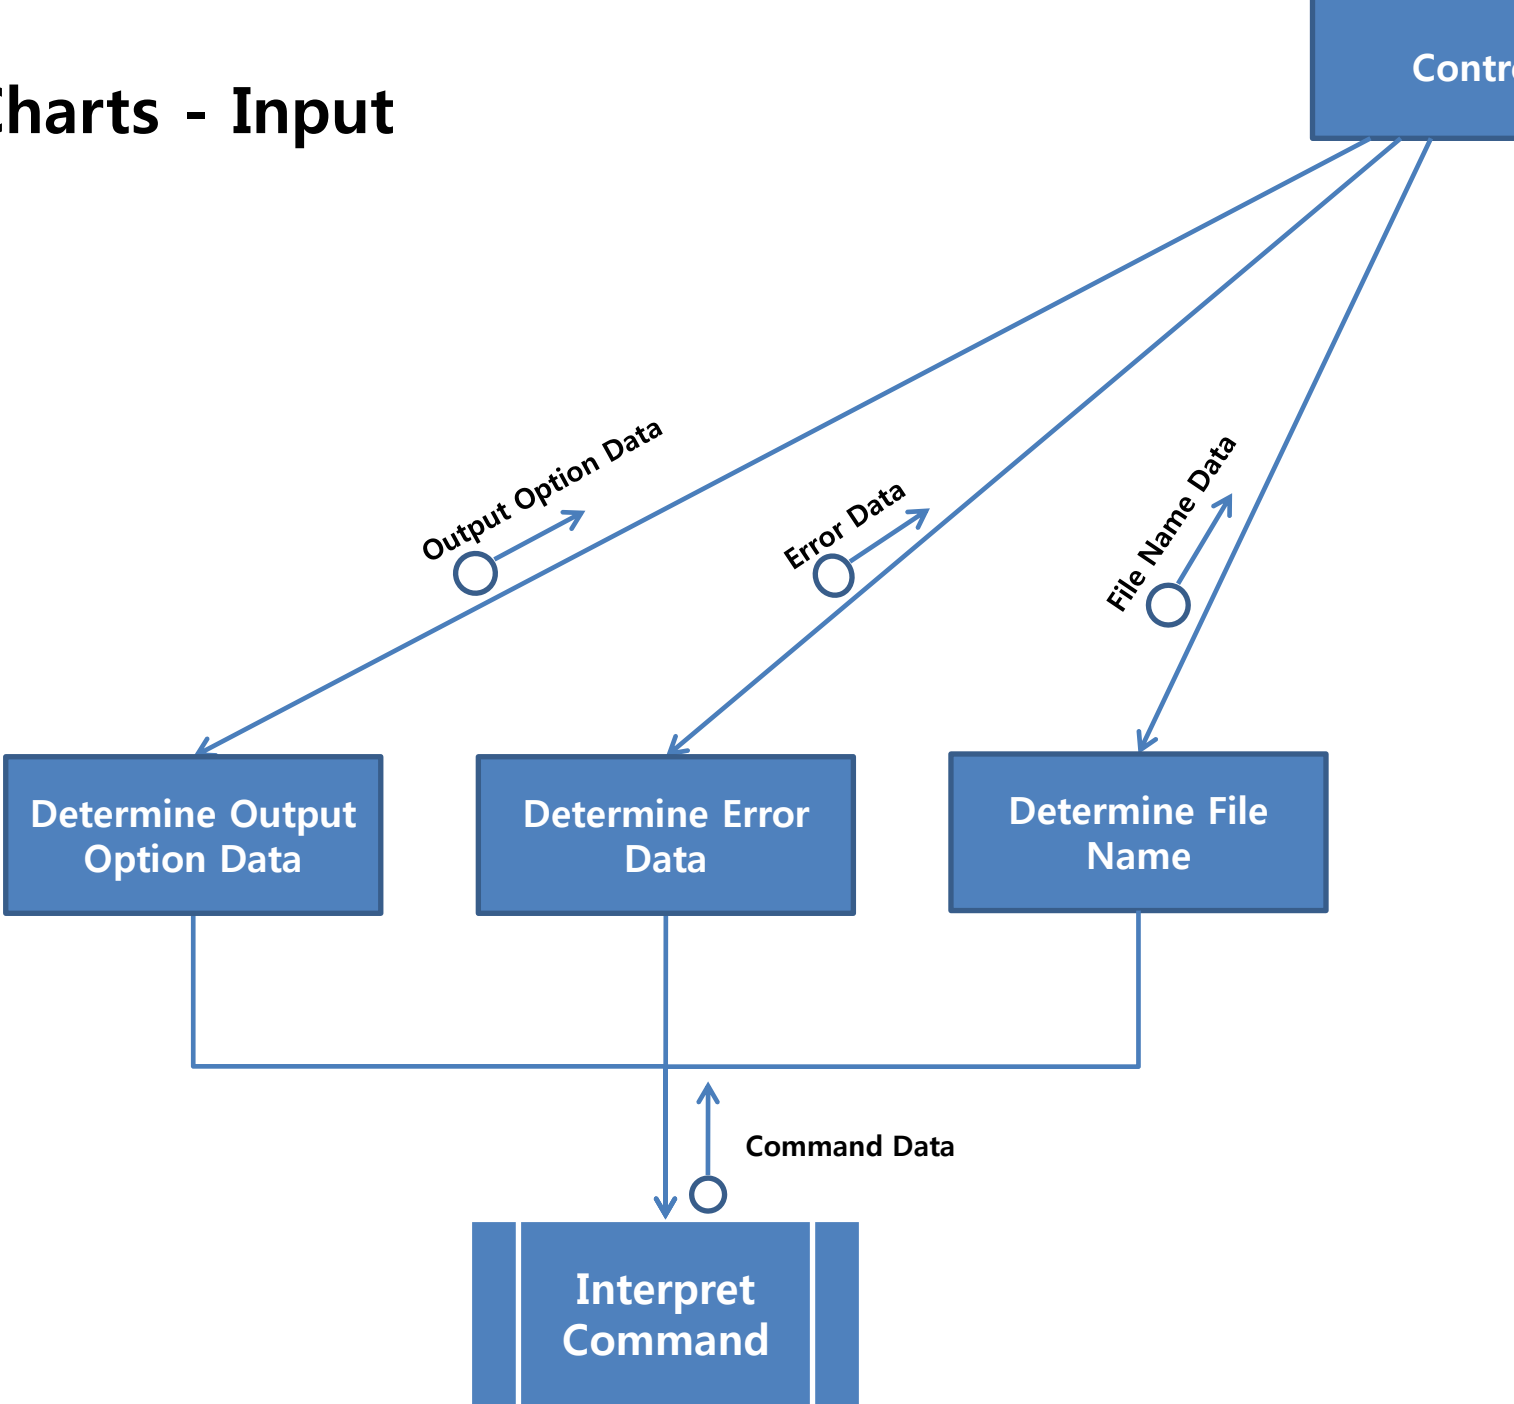 Charts - Input
Output Option Data
Error Data
File Name Data
Determine Output
Option Data
Determine Error
Data
Determine File
Name
Command Data
Interpret
Command